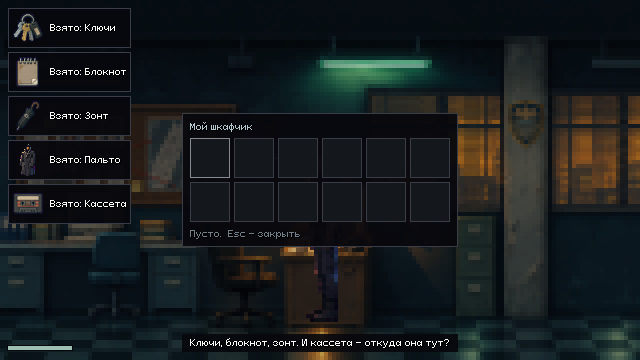 Взято: Ключи
Взято: Блокнот
Взято: Зонт
Взято: Пальто
Взято: Кассета
Мой шкафчик
Пусто. Esc – закрыть
Ключи, блокнот, зонт. И кассета – откуда она тут?